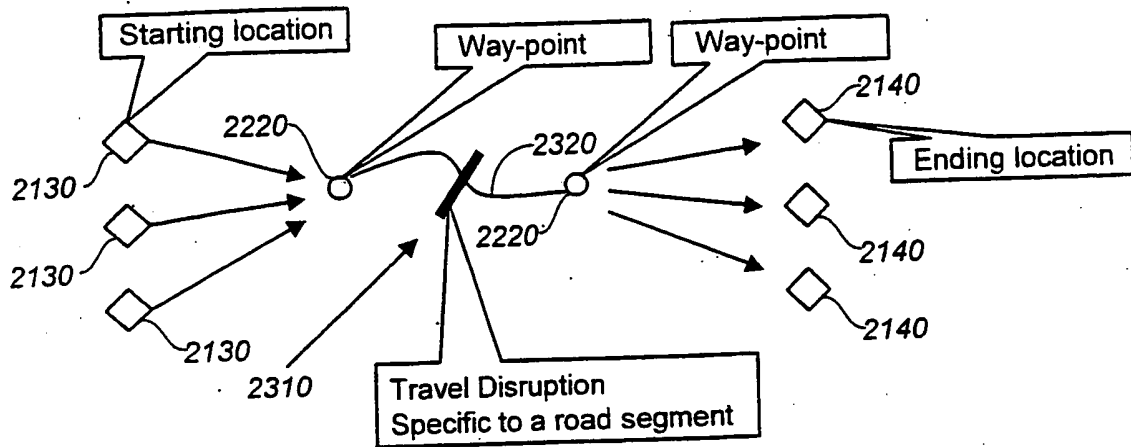 Starting location
Way-point
Way-point
2140
2220
2320
2130
Ending location
2220
2140
2130
2130
2310
2140
Travel Disruption
Specific to a road segment